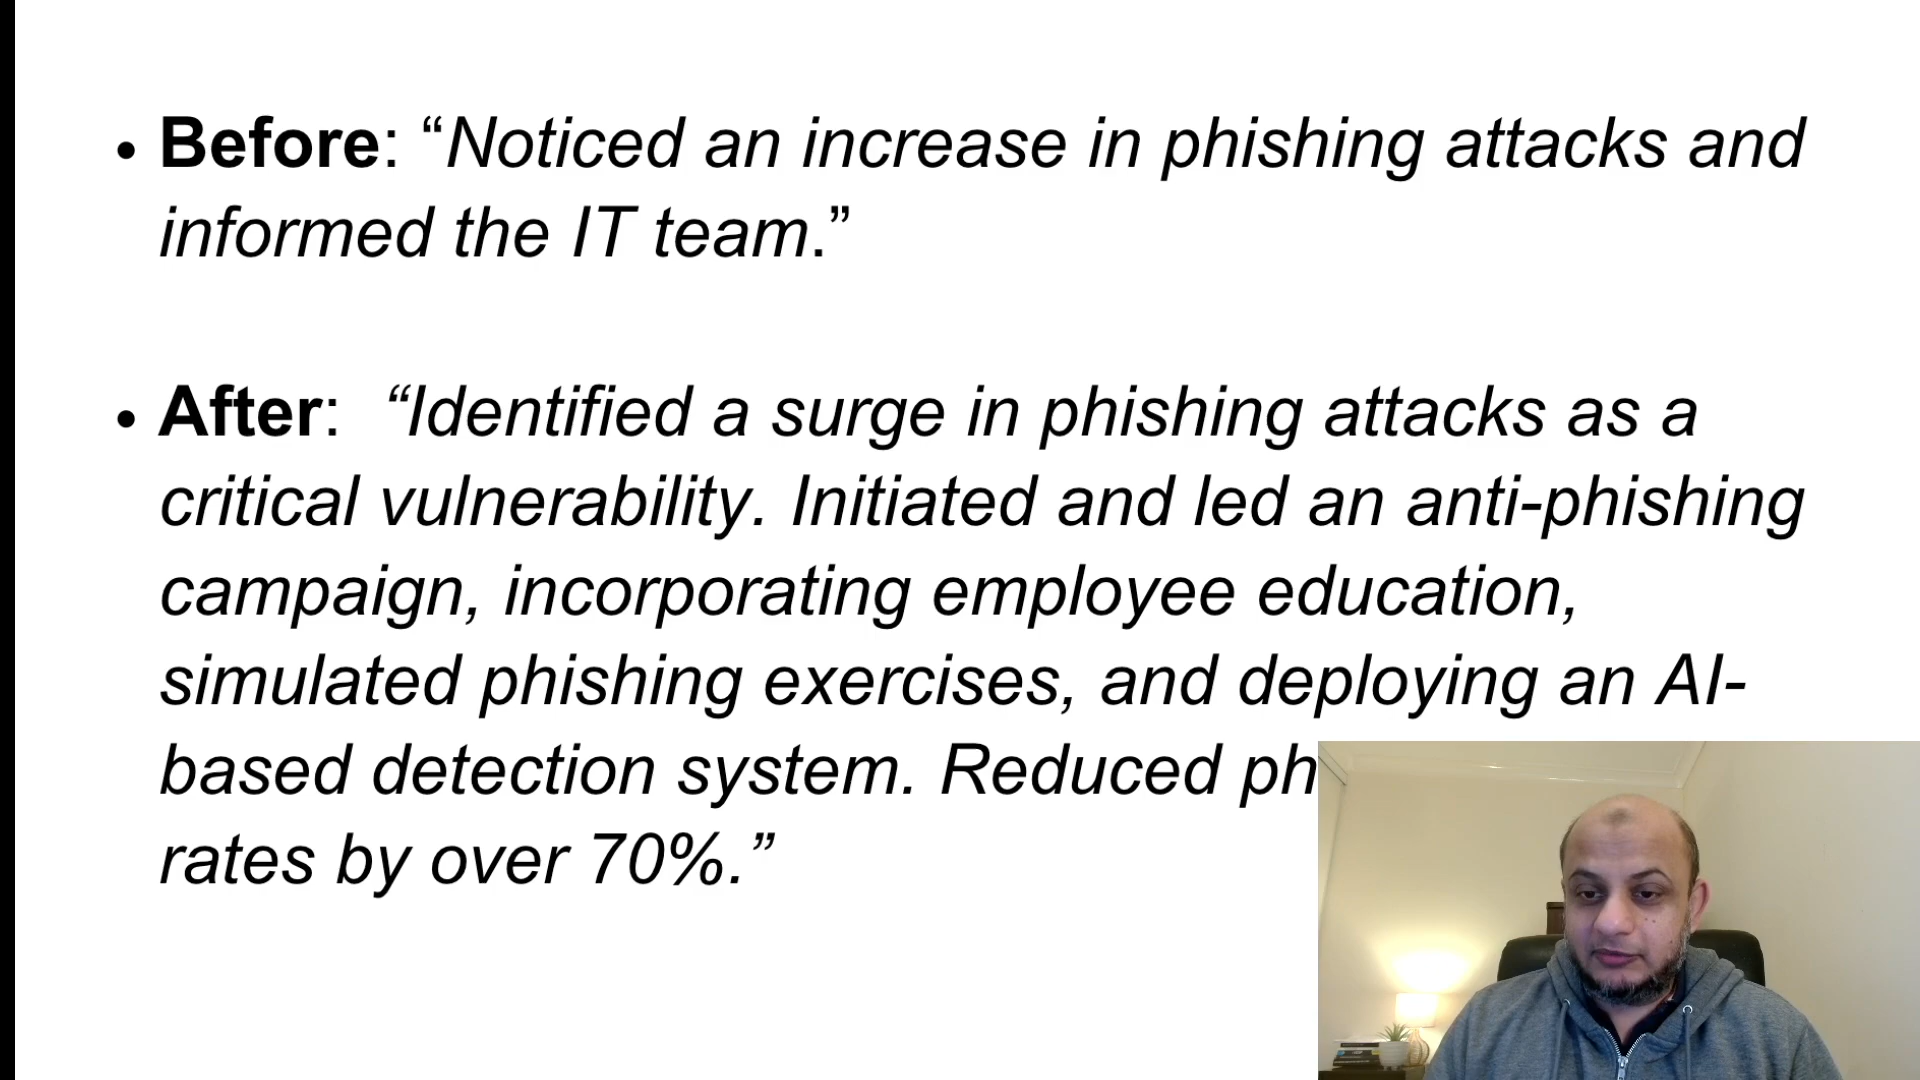 • Before: “Noticed an increase in phishing attacks and
informed the IT team.”
• After: “Identified a surge in phishing attacks as a
critical vulnerability. Initiated and led an anti-phishing
campaign, incorporating employee education,
simulated phishing exercises, and deploying an AI-
based detection system. Reduced
rates by over 70%.”